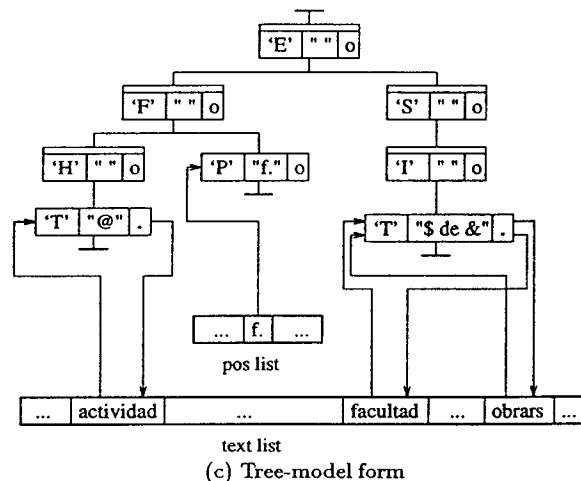 ‘E’ " " o
‘F’ " " o ‘S’ " " o
‘H’ " " o ‘P’ "f." o ‘I’ " " o
‘T’ "@" . ‘T’ "$ de &" .
... f. ...
pos list
... actividad ... facultad ... obrars ...
text list
(c) Tree-model form